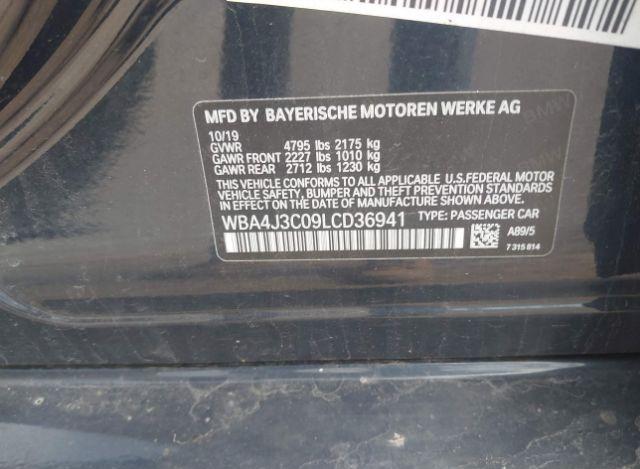 MFD BY BAYERISCHE MOTOREN WERKE AG
10/19
GVWR 4795 lbs 2175 kg
GAWR FRONT 2227 lbs 1010 kg
GAWR REAR 2712 lbs 1230 kg
THIS VEHICLE CONFORMS TO ALL APPLICABLE U.S.FEDERAL MOTOR
VEHICLE SAFETY, BUMPER, AND THEFT PREVENTION STANDARDS
IN EFFECT ON THE DATE OF MANUFACTURE SHOWN ABOVE.
WBA4J3C09LCD36941 TYPE: PASSENGER CAR
A89/5
7 315 814
BMW
BMW